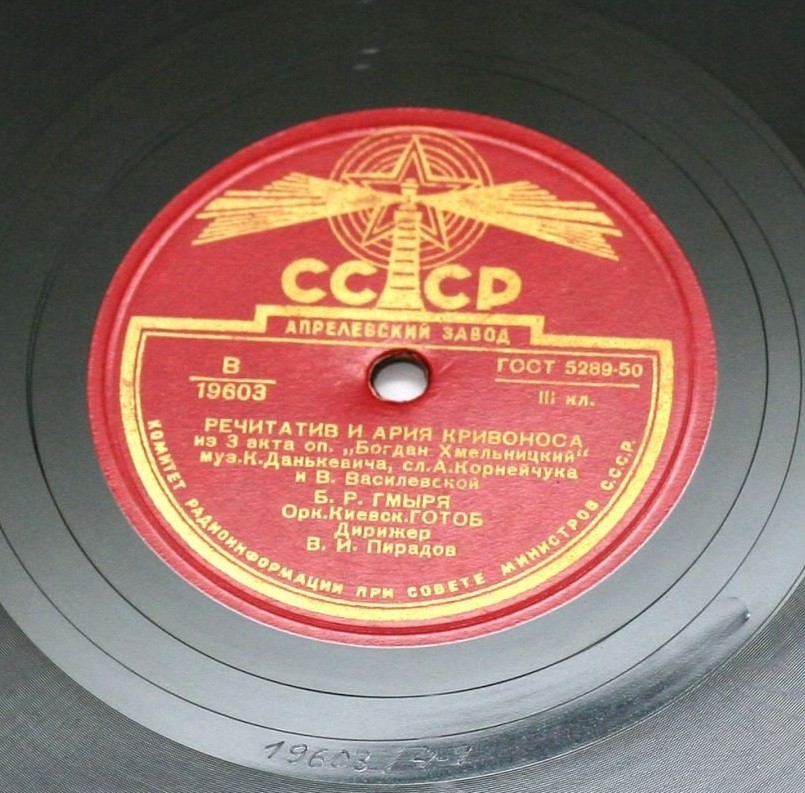 СССР
АПРЕЛЕВСКИЙ ЗАВОД
В
19603
ГОСТ 5289-50
III кл.
РЕЧИТАТИВ И АРИЯ КРИВОНОСА
из 3 акта оп. „Богдан Хмельницкий"
муз.К.Данькевича, сл.А.Корнейчука
и В. Василевской
Б. Р. ГМЫРЯ
Орк.Киевск.ГОТОБ
Дирижер
В. И. Пирадов
КОМИТЕТ РАДИОИНФОРМАЦИИ ПРИ СОВЕТЕ МИНИСТРОВ С.С.С.Р.
19603